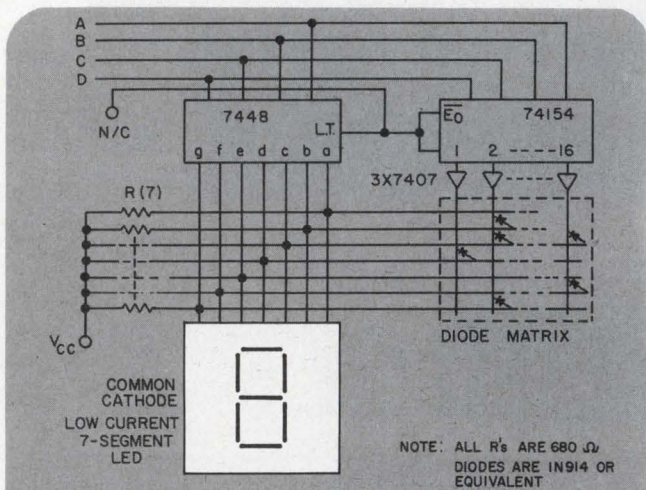 A
B
C
D
N/C
7448
L.T.
g f e d c b a
E0
74154
1 2 16
3X7407
R (7)
VCC
DIODE MATRIX
COMMON
CATHODE
LOW CURRENT
7-SEGMENT
LED
NOTE: ALL R's ARE 680 Ω
DIODES ARE IN914 OR
EQUIVALENT